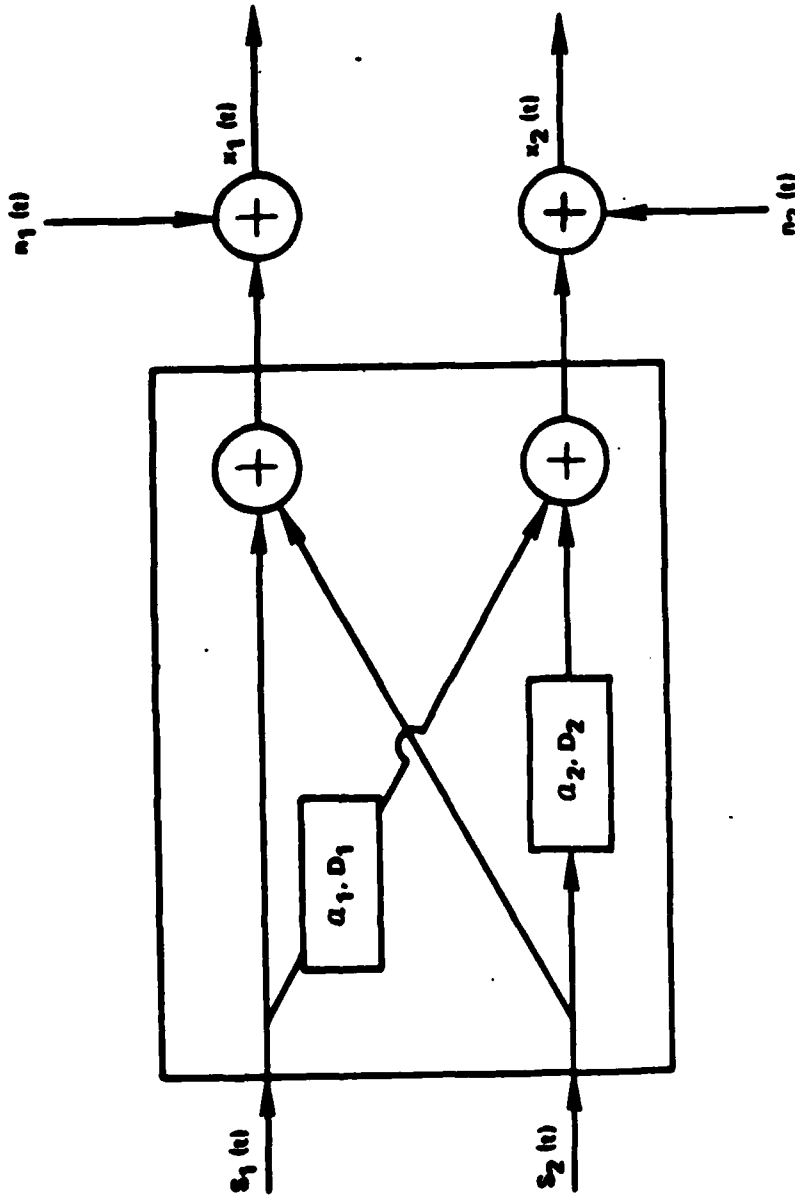 n₁ (t)
x₁ (t)
S₁ (t)
a₁, D₁
x₂ (t)
S₂ (t)
a₂, D₂
n₂ (t)